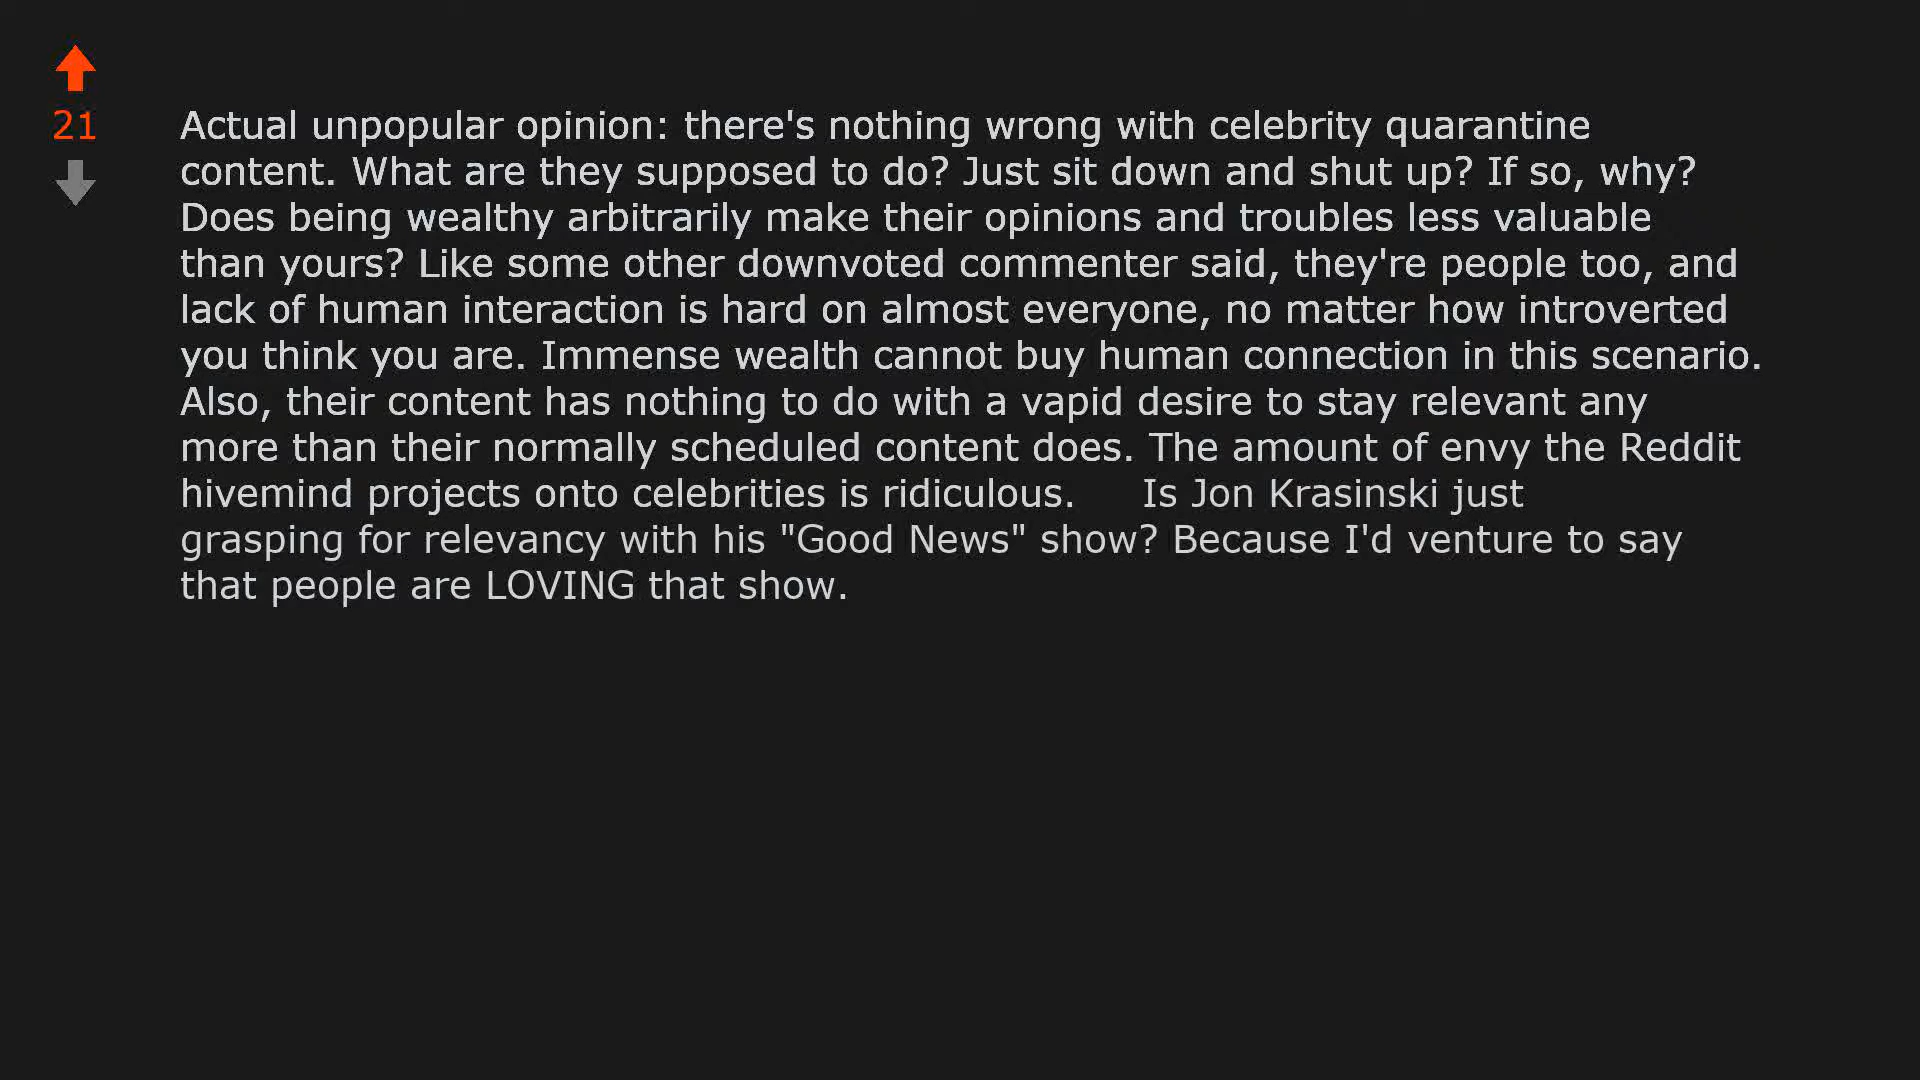 21
Actual unpopular opinion: there's nothing wrong with celebrity quarantine
content. What are they supposed to do? Just sit down and shut up? If so, why?
Does being wealthy arbitrarily make their opinions and troubles less valuable
than yours? Like some other downvoted commenter said, they're people too, and
lack of human interaction is hard on almost everyone, no matter how introverted
you think you are. Immense wealth cannot buy human connection in this scenario.
Also, their content has nothing to do with a vapid desire to stay relevant any
more than their normally scheduled content does. The amount of envy the Reddit
hivemind projects onto celebrities is ridiculous. Is Jon Krasinski just
grasping for relevancy with his "Good News" show? Because I'd venture to say
that people are LOVING that show.